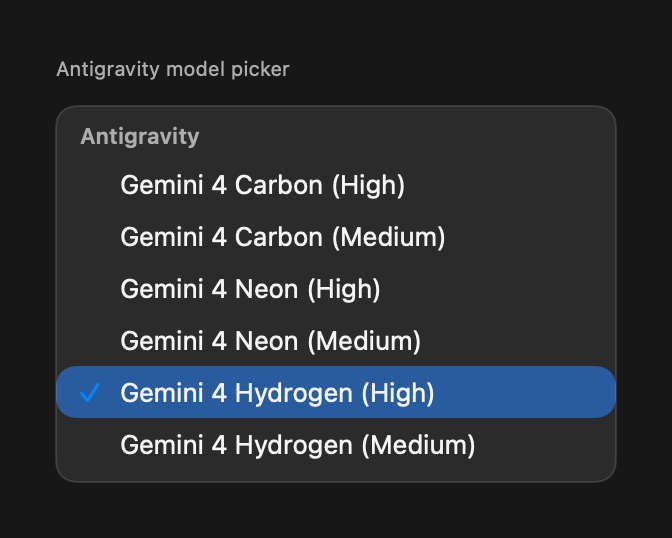 Antigravity model picker
Antigravity
Gemini 4 Carbon (High)
Gemini 4 Carbon (Medium)
Gemini 4 Neon (High)
Gemini 4 Neon (Medium)
Gemini 4 Hydrogen (High)
Gemini 4 Hydrogen (Medium)